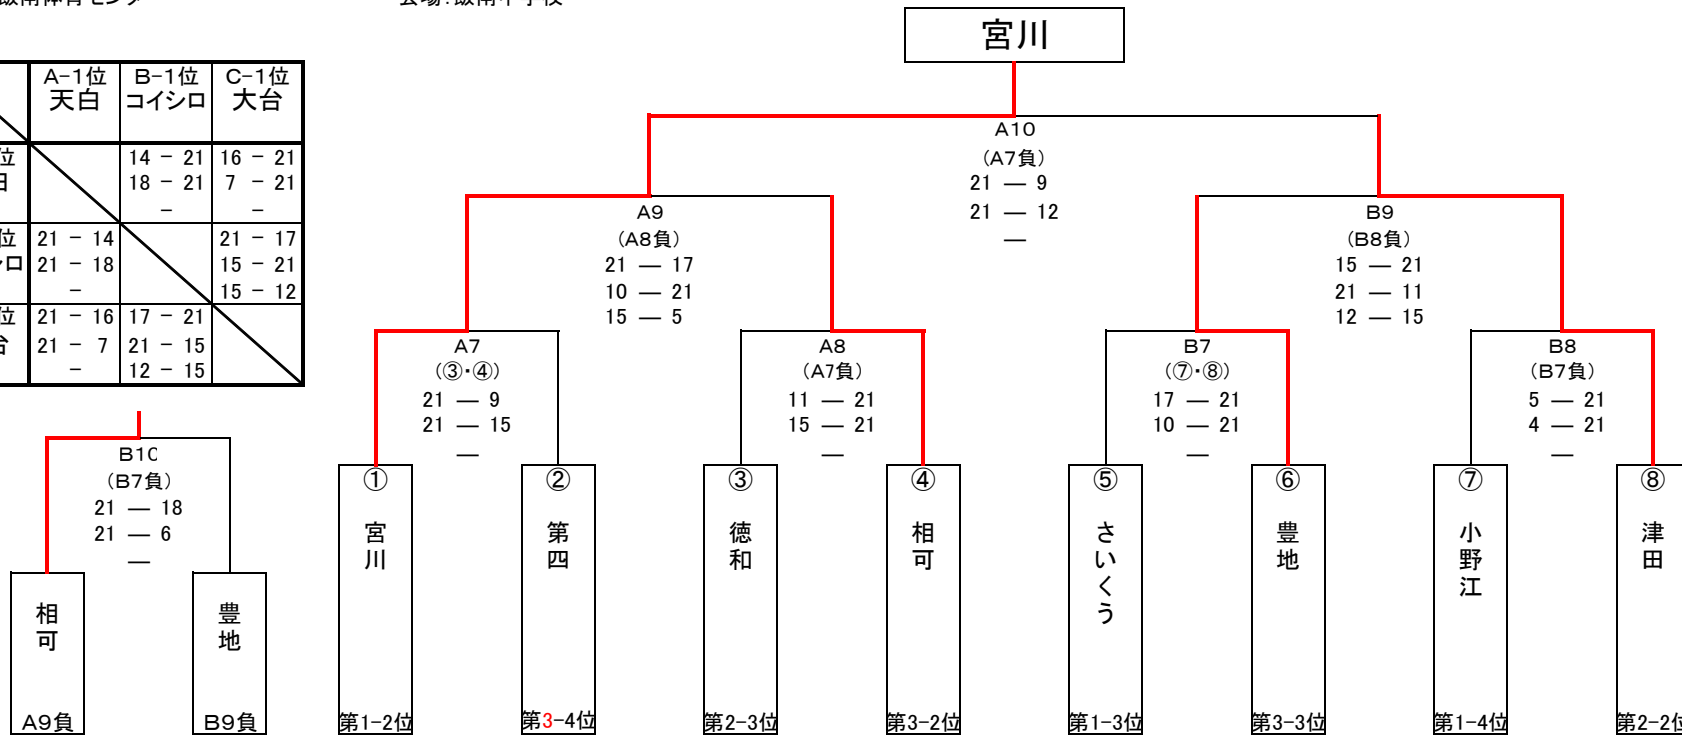 宮川
A-1位 B-1位 C-1位
天白 コイシロ 大台
位 14 - 21 16 - 21
18 - 21 7 - 21
- -
位 21 - 14 21 - 17
ロ 21 - 18 15 - 21
- 15 - 12
位 21 - 16 17 - 21
21 - 7 21 - 15
- 12 - 15
A10
(A7負)
21 — 9
21 — 12
—
A9
(A8負)
21 — 17
10 — 21
15 — 5
B9
(B8負)
15 — 21
21 — 11
12 — 15
A7
(③・④)
21 — 9
21 — 15
—
A8
(A7負)
11 — 21
15 — 21
—
B7
(⑦・⑧)
17 — 21
10 — 21
—
B8
(B7負)
5 — 21
4 — 21
—
B10
(B7負)
21 — 18
21 — 6
—
相可
A9負
豊地
B9負
①
宮川
第1-2位
②
第四
第3-4位
③
徳和
第2-3位
④
相可
第3-2位
⑤
さいくう
第1-3位
⑥
豊地
第3-3位
⑦
小野江
第1-4位
⑧
津田
第2-2位